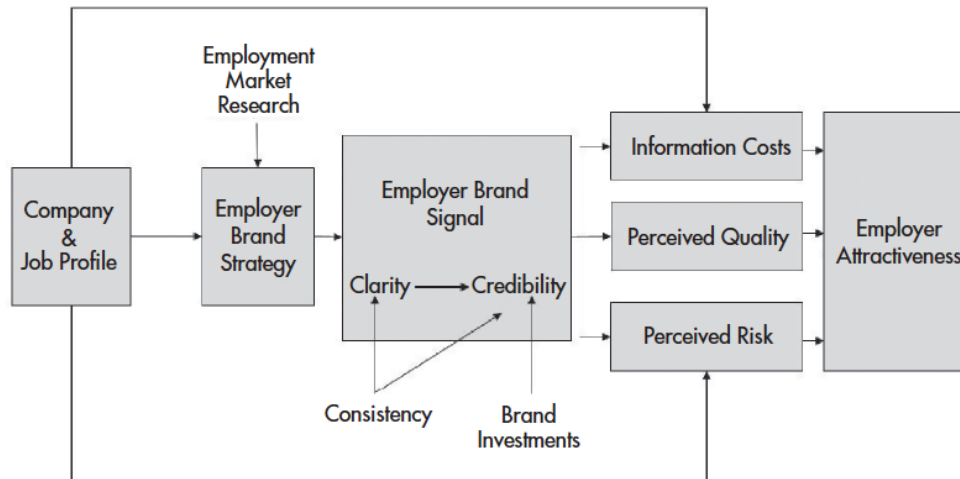 Employment
Market
Research
Company
&
Job Profile
Employer
Brand
Strategy
Employer Brand
Signal
Clarity
Credibility
Consistency
Brand
Investments
Information Costs
Perceived Quality
Perceived Risk
Employer
Attractiveness